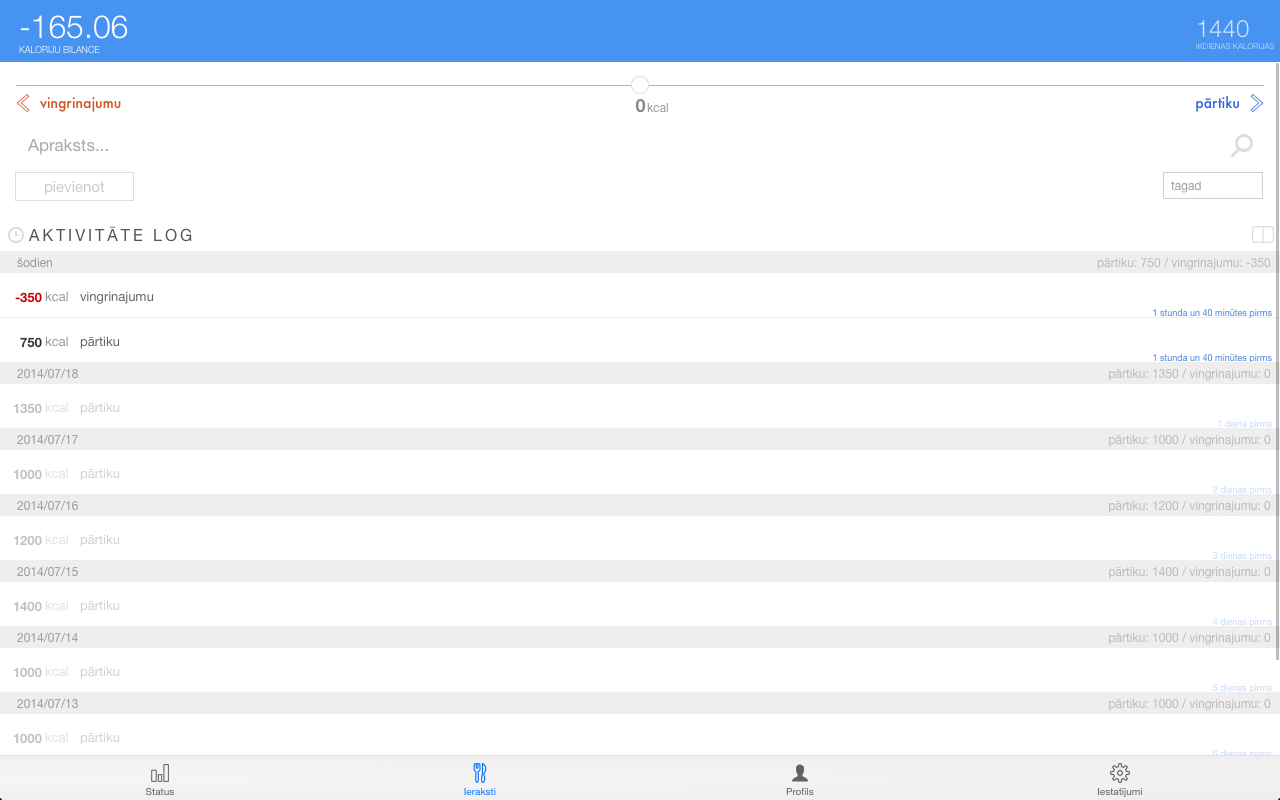 -165.06
KALORIJU BILANCE
1440
IKDIENAS KALORIJAS
vingrinajumu
0 kcal
pārtiku
Apraksts...
pievienot
tagad
AKTIVITĀTE LOG
šodien
pārtiku: 750 / vingrinajumu: -350
-350 kcal vingrinajumu
1 stunda un 40 minūtes pirms
750 kcal pārtiku
1 stunda un 40 minūtes pirms
2014/07/18
pārtiku: 1350 / vingrinajumu: 0
1350 kcal pārtiku
1 diena pirms
2014/07/17
pārtiku: 1000 / vingrinajumu: 0
1000 kcal pārtiku
2 dienas pirms
2014/07/16
pārtiku: 1200 / vingrinajumu: 0
1200 kcal pārtiku
3 dienas pirms
2014/07/15
pārtiku: 1400 / vingrinajumu: 0
1400 kcal pārtiku
4 dienas pirms
2014/07/14
pārtiku: 1000 / vingrinajumu: 0
1000 kcal pārtiku
5 dienas pirms
2014/07/13
pārtiku: 1000 / vingrinajumu: 0
1000 kcal pārtiku
6 dienas pirms
Status
Ieraksti
Profils
Iestatījumi